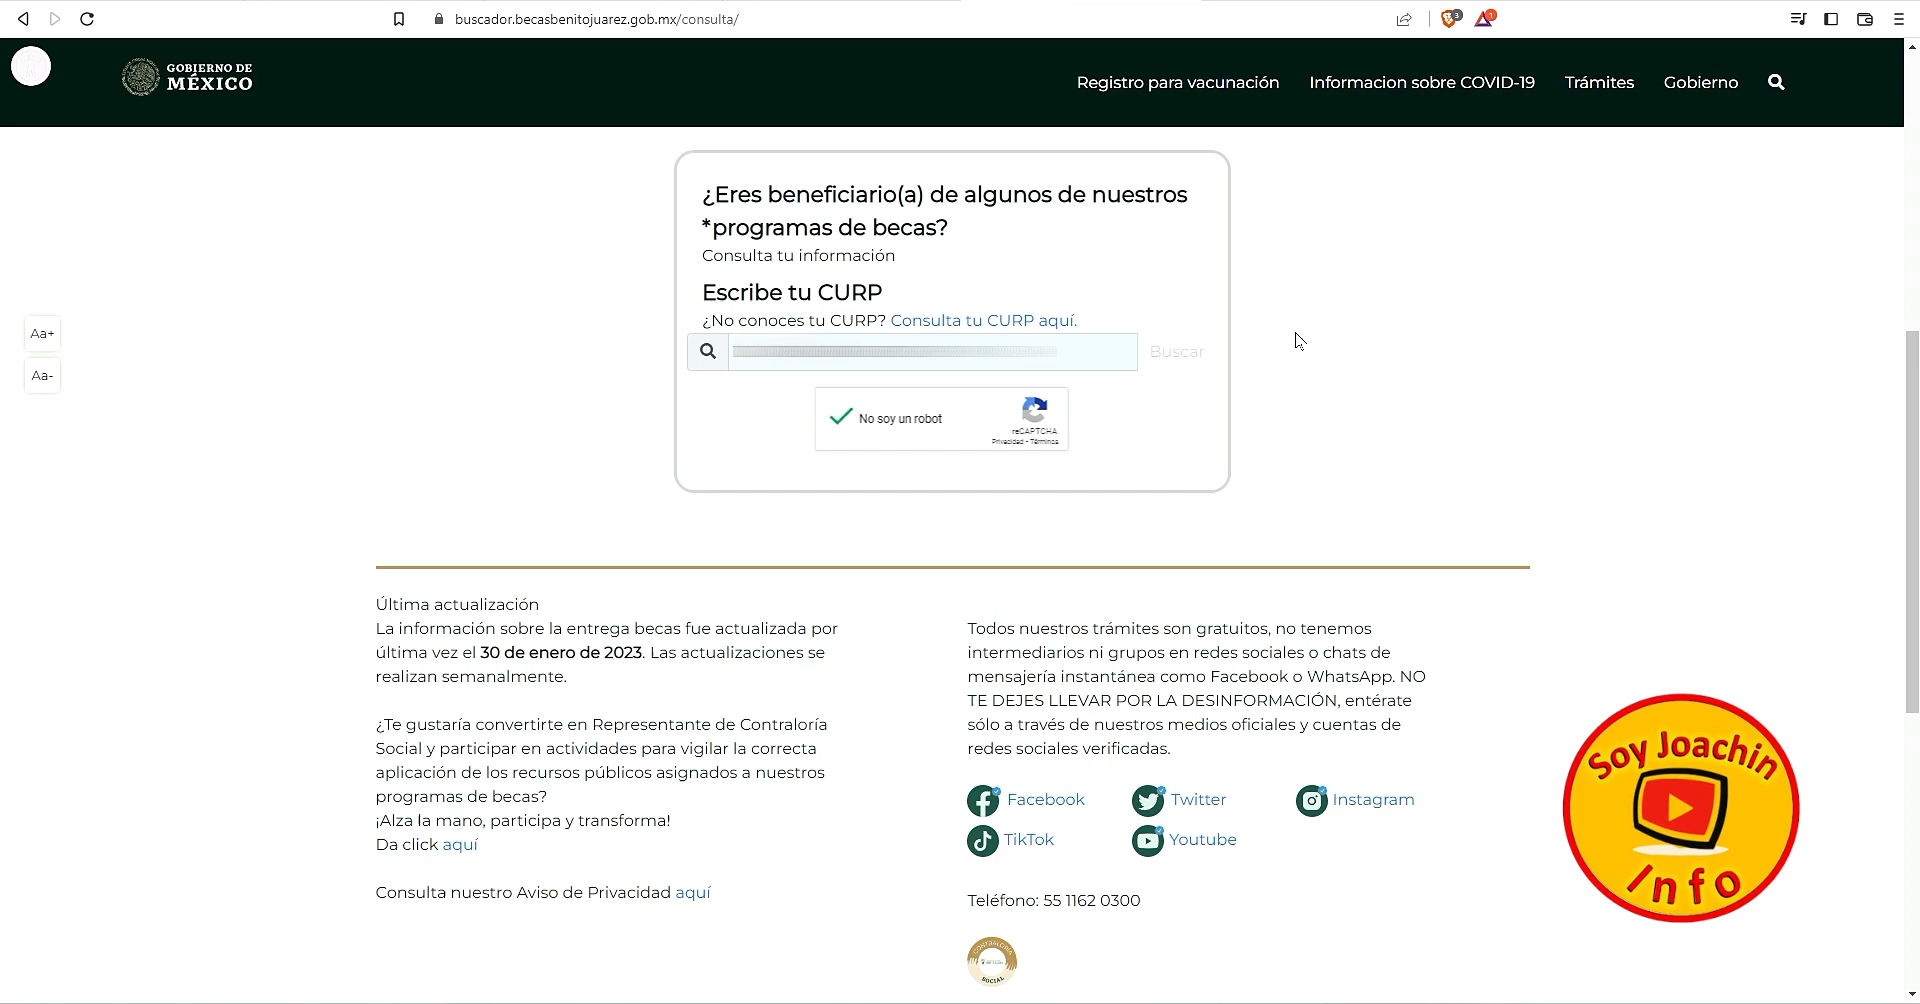 buscador.becasbenitojuarez.gob.mx/consulta/
3
1
GOBIERNO DE
MÉXICO
Registro para vacunación
Informacion sobre COVID-19
Trámites
Gobierno
¿Eres beneficiario(a) de algunos de nuestros
*programas de becas?
Consulta tu información
Escribe tu CURP
¿No conoces tu CURP? Consulta tu CURP aquí.
Buscar
No soy un robot
reCAPTCHA
Privacidad - Términos
Aa+
Aa-
Última actualización
La información sobre la entrega becas fue actualizada por
última vez el 30 de enero de 2023. Las actualizaciones se
realizan semanalmente.
¿Te gustaría convertirte en Representante de Contraloría
Social y participar en actividades para vigilar la correcta
aplicación de los recursos públicos asignados a nuestros
programas de becas?
¡Alza la mano, participa y transforma!
Da click aquí
Consulta nuestro Aviso de Privacidad aquí
Todos nuestros trámites son gratuitos, no tenemos
intermediarios ni grupos en redes sociales o chats de
mensajería instantánea como Facebook o WhatsApp. NO
TE DEJES LLEVAR POR LA DESINFORMACIÓN, entérate
sólo a través de nuestros medios oficiales y cuentas de
redes sociales verificadas.
Facebook
Twitter
Instagram
TikTok
Youtube
Teléfono: 55 1162 0300
CONTRALORÍA
SOCIAL
Soy Joachin
Info